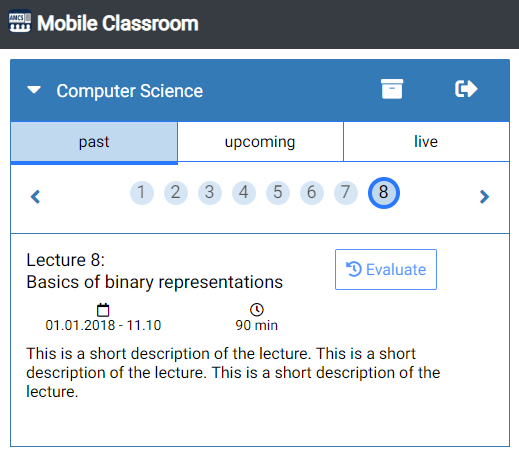 AMCS
Mobile Classroom
Computer Science
past upcoming live
1 2 3 4 5 6 7 8
Lecture 8:
Basics of binary representations
Evaluate
01.01.2018 - 11.10
90 min
This is a short description of the lecture. This is a short
description of the lecture. This is a short description of the
lecture.